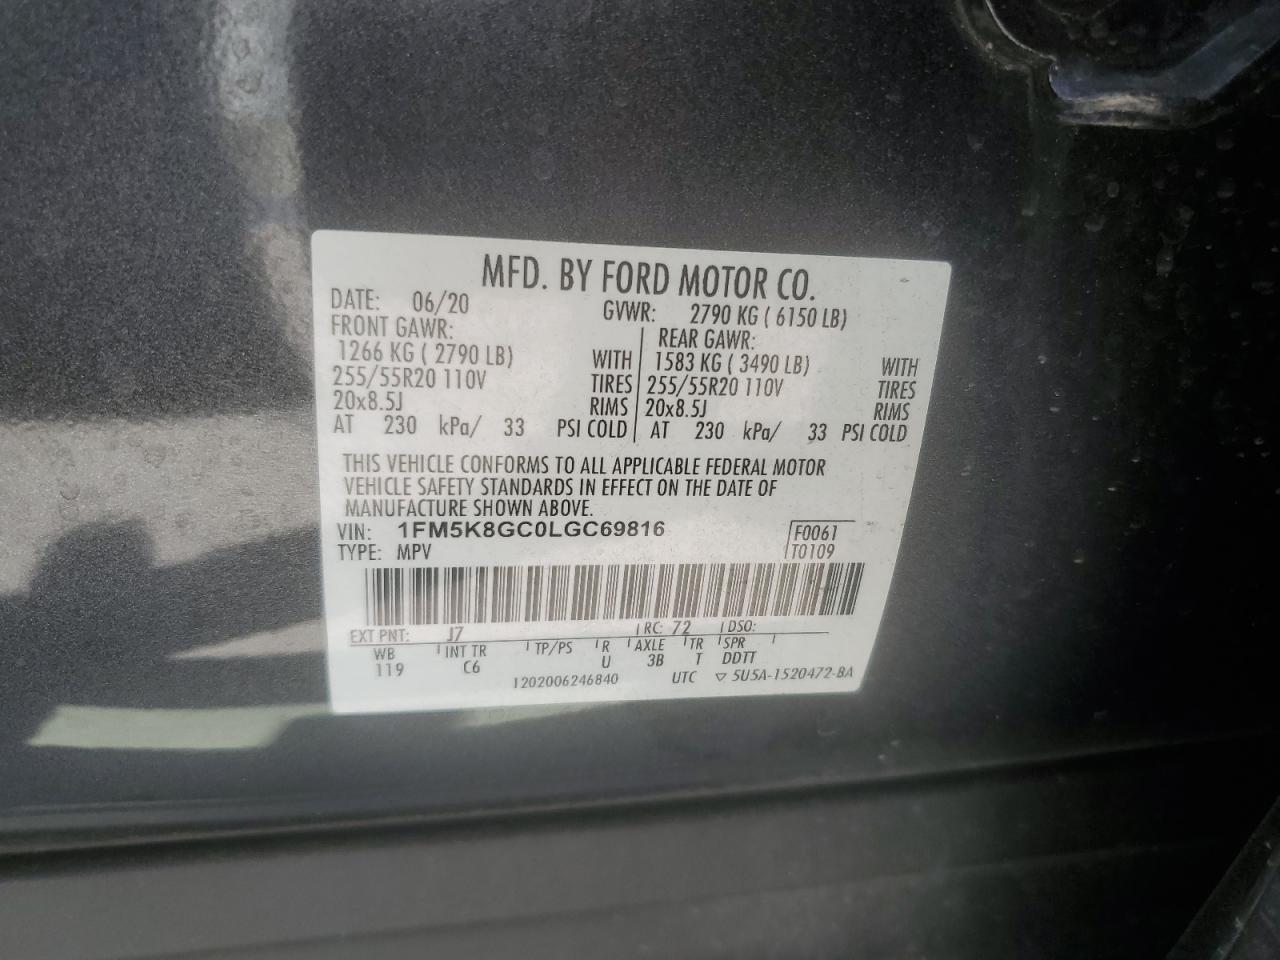 MFD. BY FORD MOTOR CO.
DATE: 06/20 GVWR: 2790 KG ( 6150 LB)
FRONT GAWR: REAR GAWR:
1266 KG ( 2790 LB) WITH 1583 KG ( 3490 LB) WITH
255/55R20 110V TIRES 255/55R20 110V TIRES
20x8.5J RIMS 20x8.5J RIMS
AT 230 kPa/ 33 PSI COLD AT 230 kPa/ 33 PSI COLD
THIS VEHICLE CONFORMS TO ALL APPLICABLE FEDERAL MOTOR
VEHICLE SAFETY STANDARDS IN EFFECT ON THE DATE OF
MANUFACTURE SHOWN ABOVE.
VIN: 1FM5K8GC0LGC69816 F0061
TYPE: MPV T0109
EXT PNT: J7 RC: 72 DSO:
WB INT TR TP/PS R AXLE TR SPR
119 C6 U 3B T DDTT
1202006246840 UTC ▽ 5U5A-1520472-BA